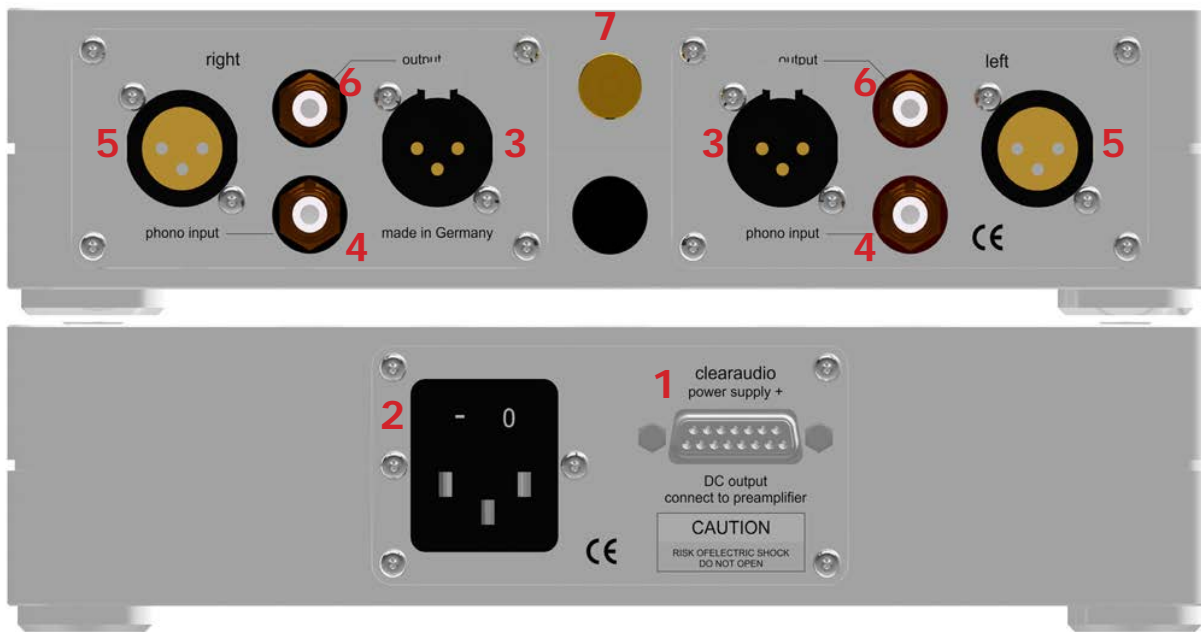 7
right
output
6
5
3
phono input
4
made in Germany
output
left
6
3
5
phono input
4
CE
1
clearaudio
power supply +
2
- 0
DC output
connect to preamplifier
CAUTION
RISK OFELECTRIC SHOCK
DO NOT OPEN
CE